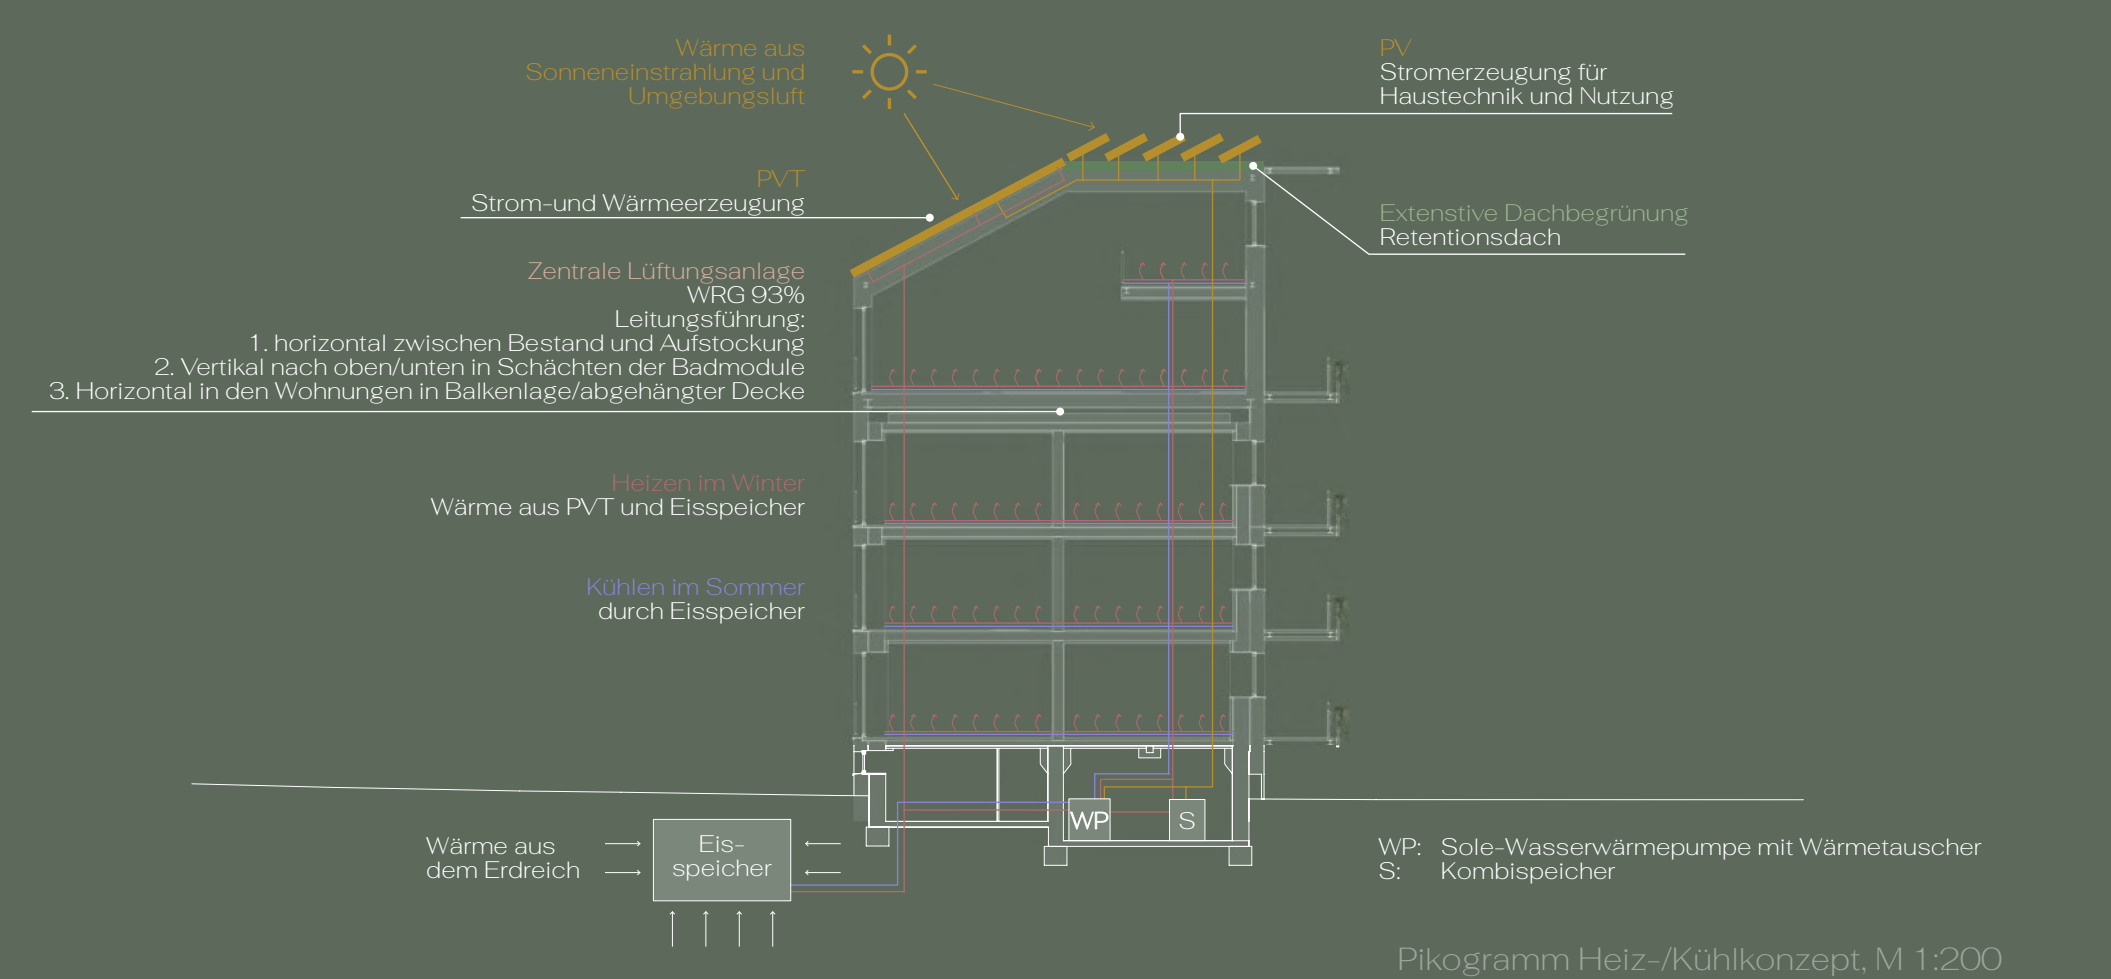 Wärme aus
Sonneneinstrahlung und
Umgebungsluft
PV
Stromerzeugung für
Haustechnik und Nutzung
PVT
Strom-und Wärmeerzeugung
Extenstive Dachbegrünung
Retentionsdach
Zentrale Lüftungsanlage
WRG 93%
Leitungsführung:
1. horizontal zwischen Bestand und Aufstockung
2. Vertikal nach oben/unten in Schächten der Badmodule
3. Horizontal in den Wohnungen in Balkenlage/abgehängter Decke
Heizen im Winter
Wärme aus PVT und Eisspeicher
Kühlen im Sommer
durch Eisspeicher
WP
S
Wärme aus
dem Erdreich
Eis-
speicher
WP: Sole-Wasserwärmepumpe mit Wärmetauscher
S: Kombispeicher
Pikogramm Heiz-/Kühlkonzept, M 1:200